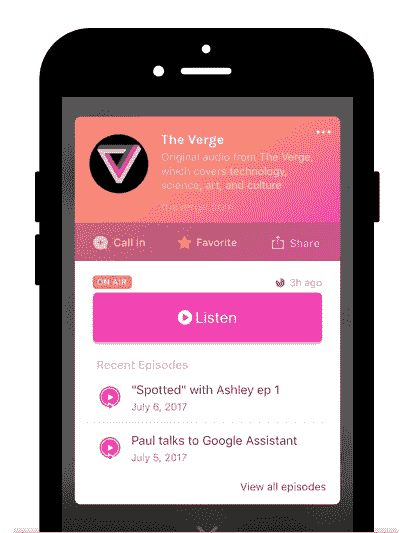 The Verge
Original audio from The Verge,
which covers technology,
science, art, and culture
theverge.com
Call in
Favorite
Share
ON AIR
3h ago
Listen
Recent Episodes
"Spotted" with Ashley ep 1
July 6, 2017
Paul talks to Google Assistant
July 5, 2017
View all episodes